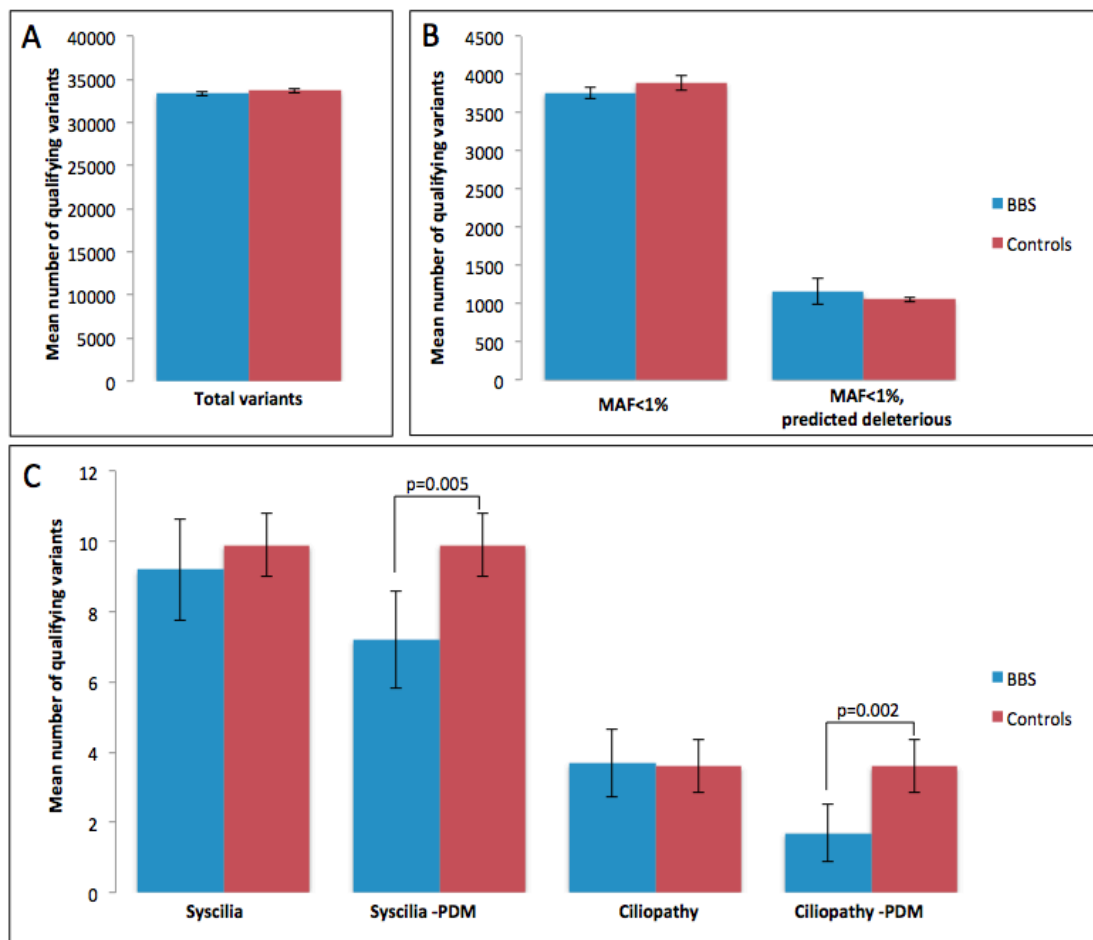 A
Mean number of qualifying variants
40000
35000
30000
25000
20000
15000
10000
5000
0
Total variants
B
Mean number of qualifying variants
4500
4000
3500
3000
2500
2000
1500
1000
500
0
MAF<1%
MAF<1%,
predicted deleterious
BBS
Controls
C
Mean number of qualifying variants
12
10
8
6
4
2
0
p=0.005
p=0.002
Syscilia
Syscilia -PDM
Ciliopathy
Ciliopathy -PDM
BBS
Controls